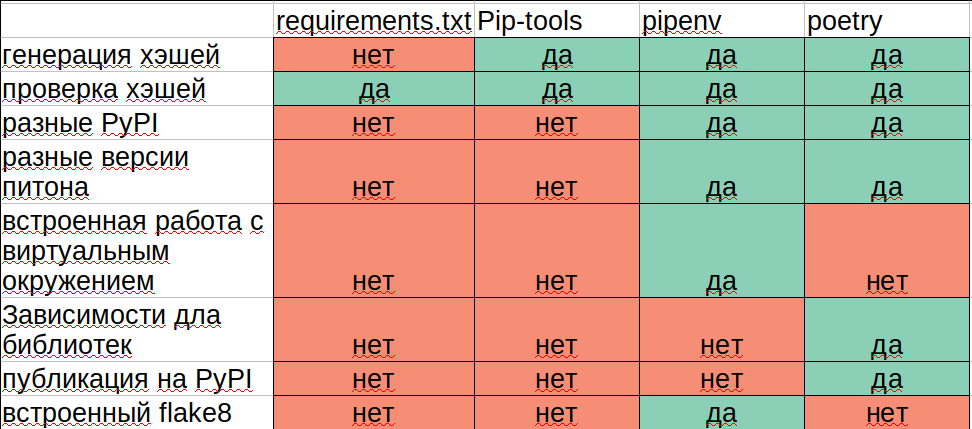 requirements.txt Pip-tools pipenv poetry
генерация хэшей нет да да да
проверка хэшей да да да да
разные PyPI нет нет да да
разные версии
питона нет нет да да
встроенная работа с
виртуальным
окружением нет нет да нет
Зависимости дла
библиотек нет нет нет да
публикация на PyPI нет нет нет да
встроенный flake8 нет нет да нет